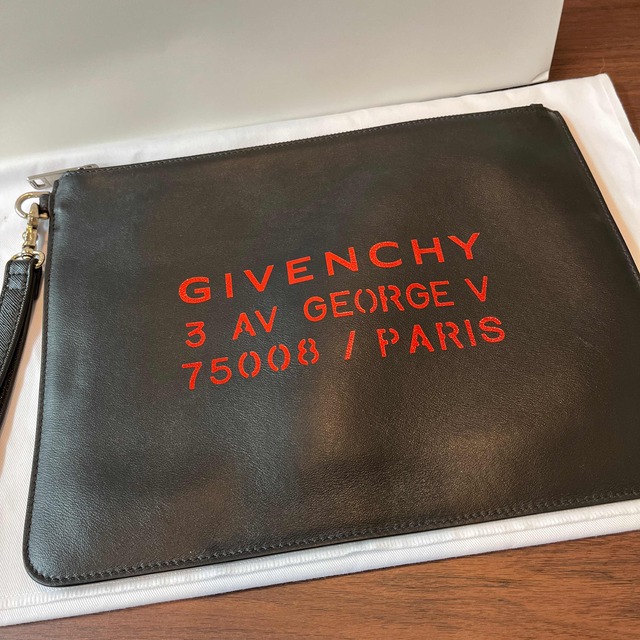 GIVENCHY
3 AV GEORGE V
75008 / PARIS